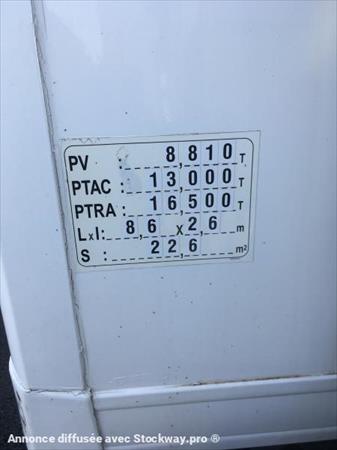 PV : 8,810 T
PTAC : 13,000 T
PTRA : 16,500 T
LxI: 8,6 x 2,6 m
S : 22,6 m²
Annonce diffusée avec Stockway.pro ®